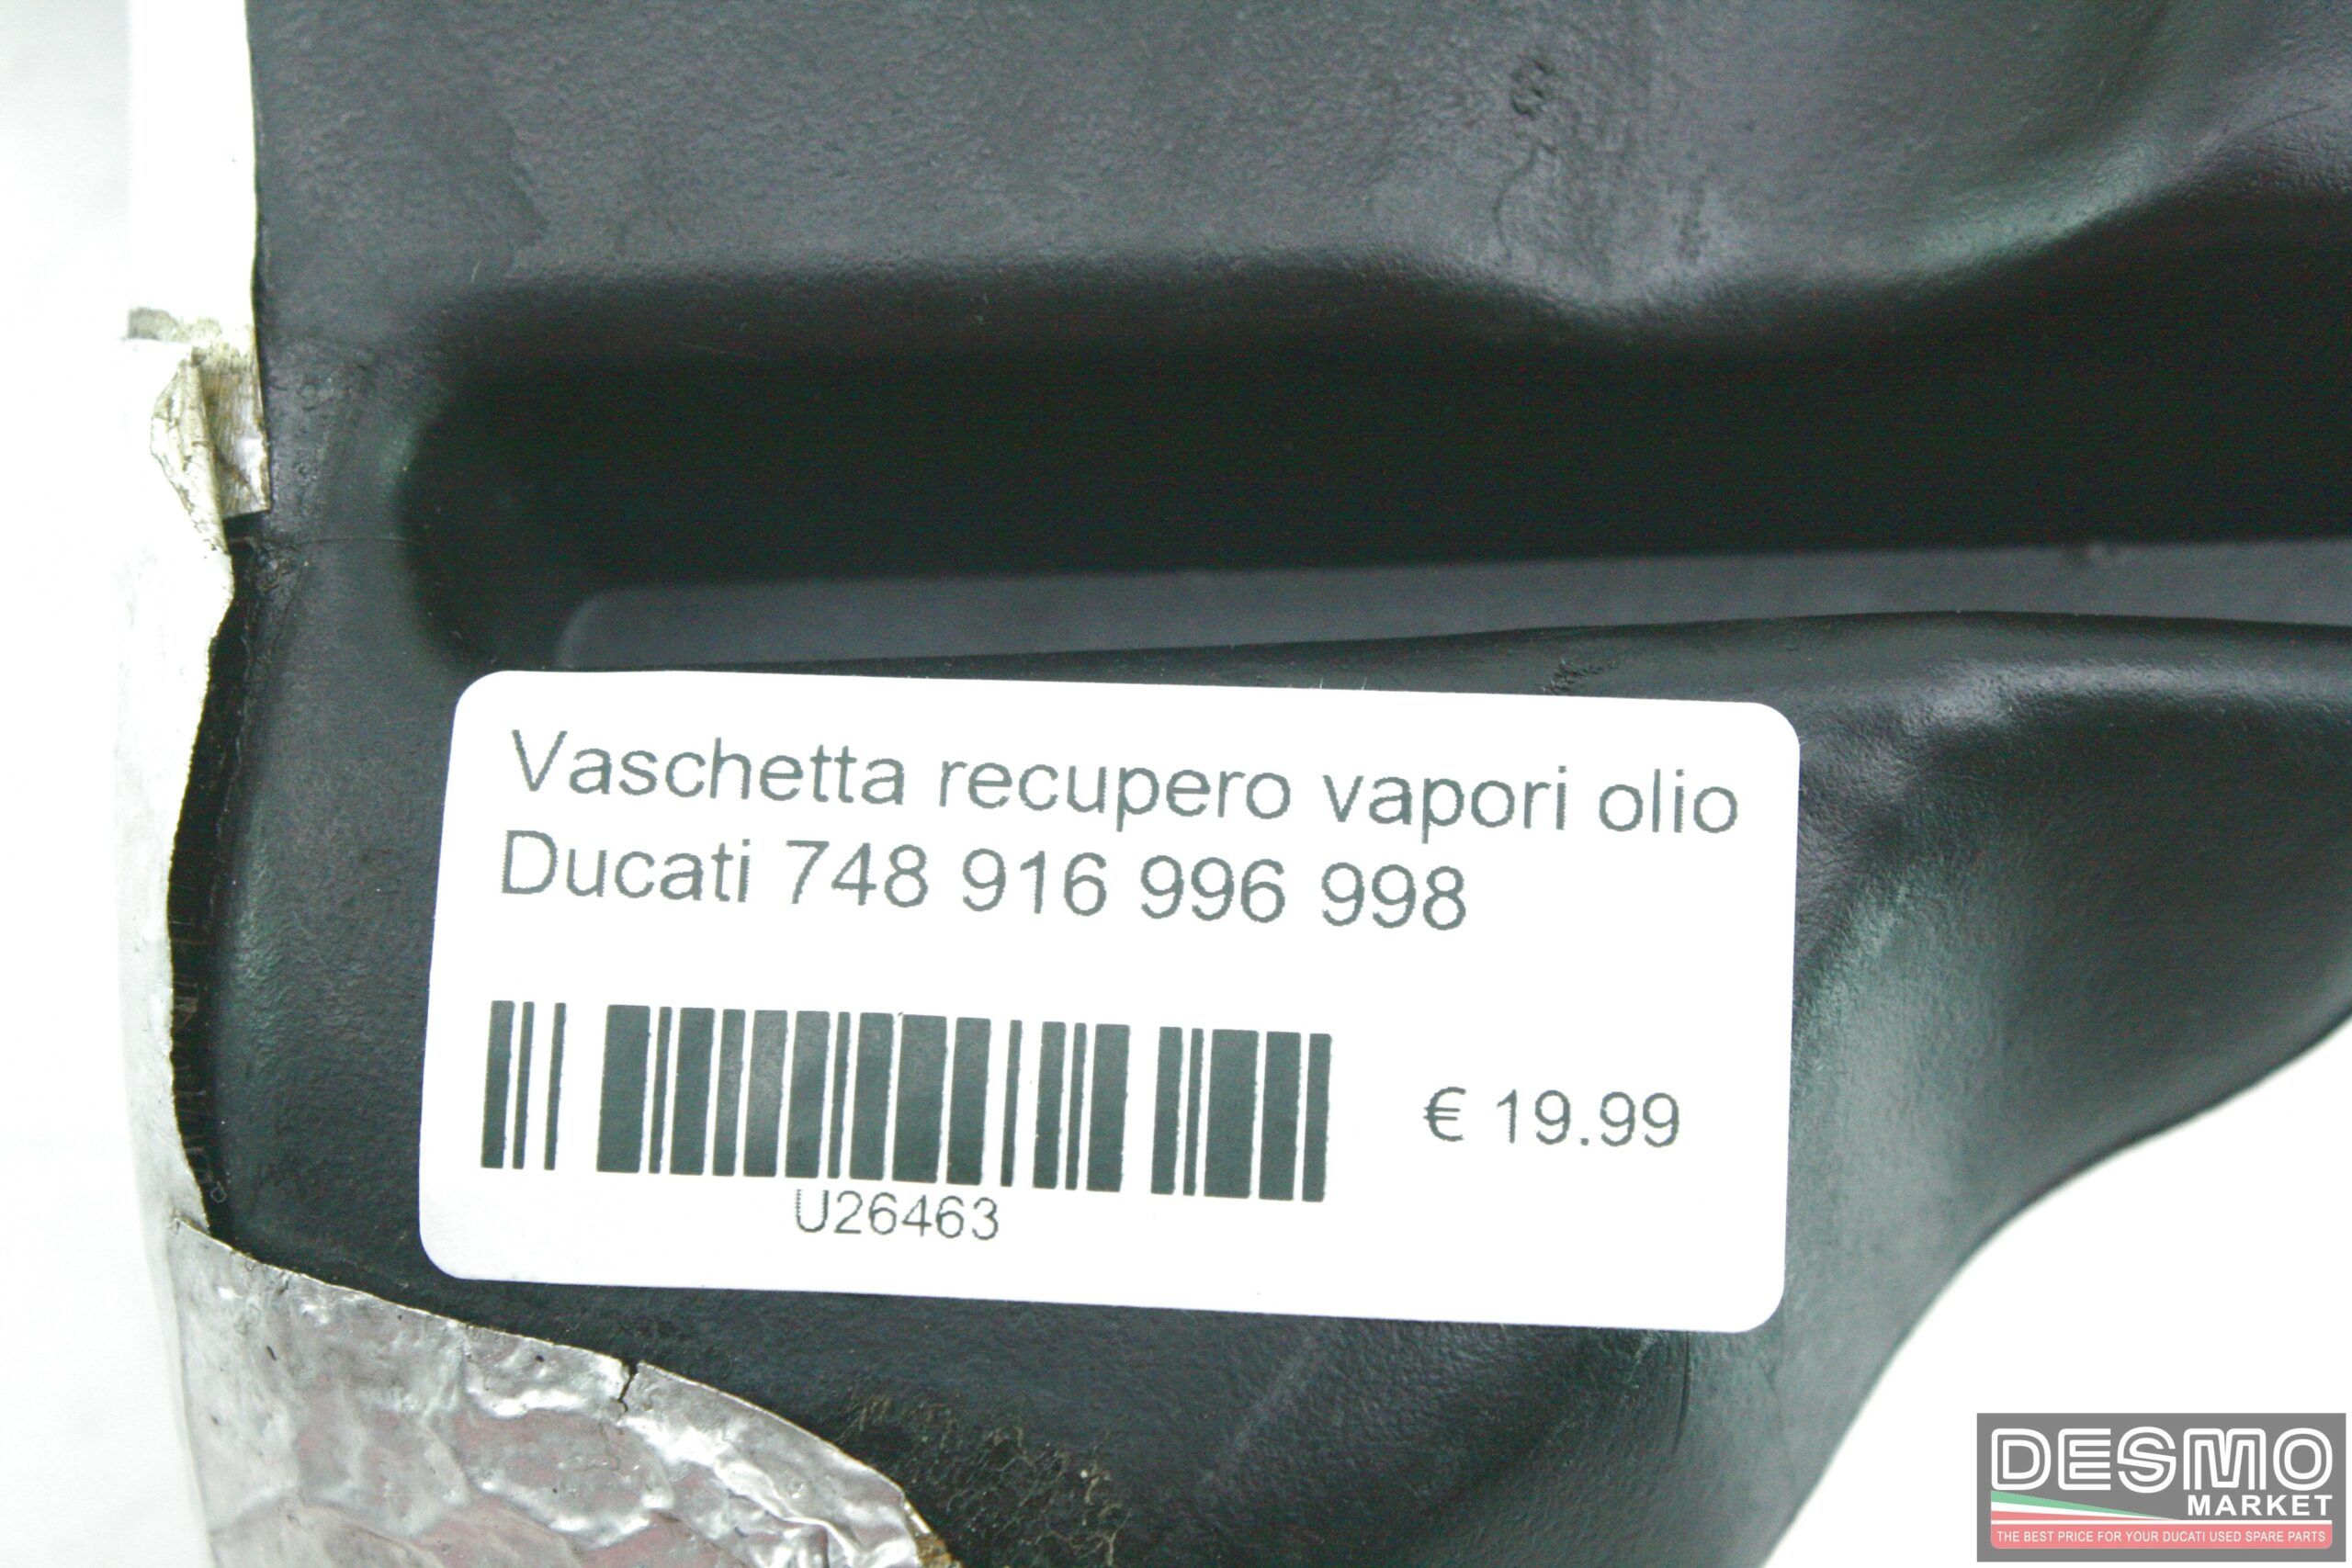 Vaschetta recupero vapori olio
Ducati 748 916 996 998
€ 19.99
U26463
DESMO
MARKET
THE BEST PRICE FOR YOUR DUCATI USED SPARE PARTS